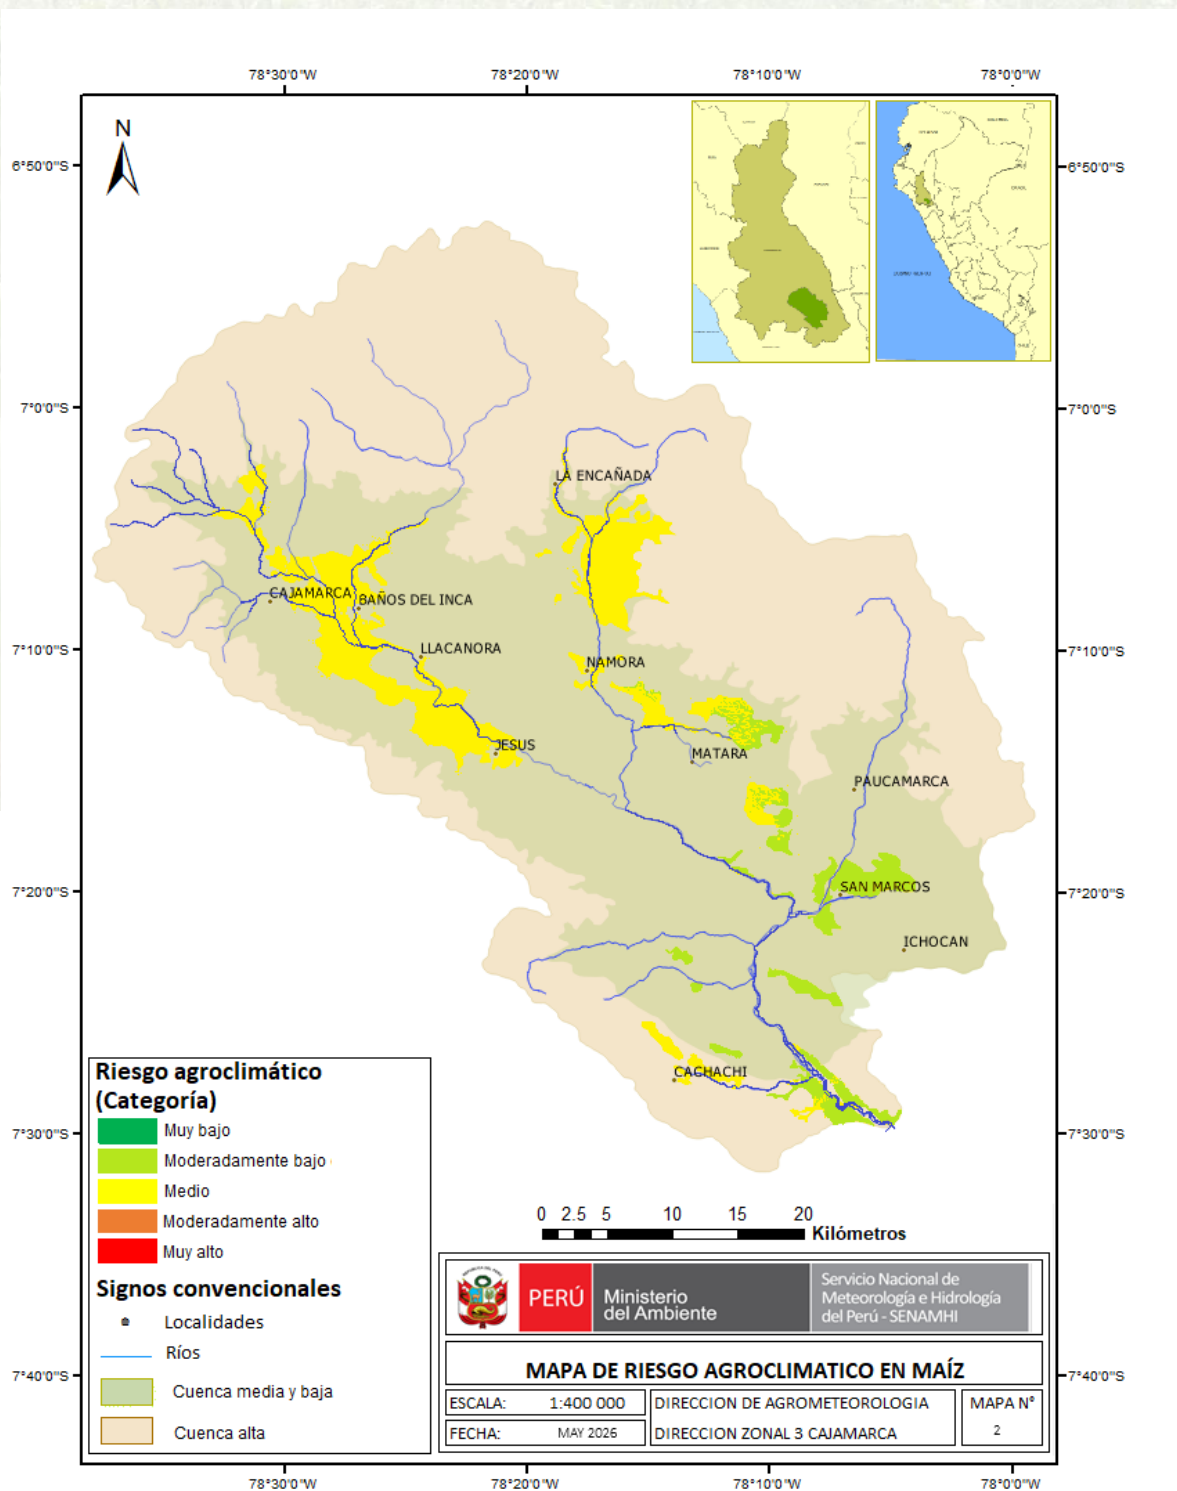 78°30'0"W
78°20'0"W
78°10'0"W
78°0'0"W
N
6°50'0"S
6°50'0"S
7°0'0"S
7°0'0"S
LA ENCAÑADA
CAJAMARCA
BAÑOS DEL INCA
7°10'0"S
LLACANORA
NAMORA
7°10'0"S
JESUS
MATARA
PAUCAMARCA
7°20'0"S
SAN MARCOS
7°20'0"S
ICHOCAN
CACHACHI
7°30'0"S
7°30'0"S
Riesgo agroclimático
(Categoría)
Muy bajo
Moderadamente bajo
Medio
Moderadamente alto
Muy alto
Signos convencionales
Localidades
Ríos
Cuenca media y baja
Cuenca alta
0 2.5 5 10 15 20
Kilómetros
PERÚ
Ministerio
del Ambiente
Servicio Nacional de
Meteorología e Hidrología
del Perú - SENAMHI
MAPA DE RIESGO AGROCLIMATICO EN MAÍZ
ESCALA: 1:400 000
DIRECCION DE AGROMETEOROLOGIA
MAPA N°
FECHA: MAY 2026
DIRECCION ZONAL 3 CAJAMARCA
2
7°40'0"S
7°40'0"S
78°30'0"W
78°20'0"W
78°10'0"W
78°0'0"W